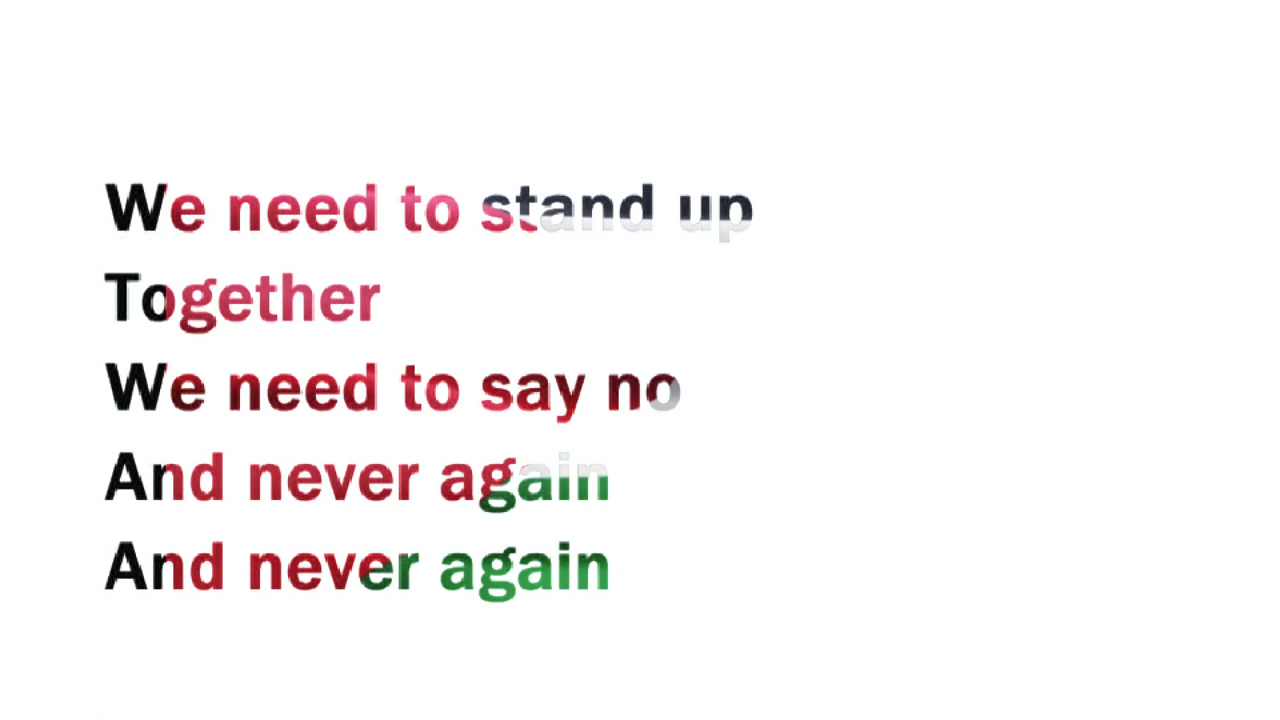 We need to stand up
Together
We need to say no
And never again
And never again